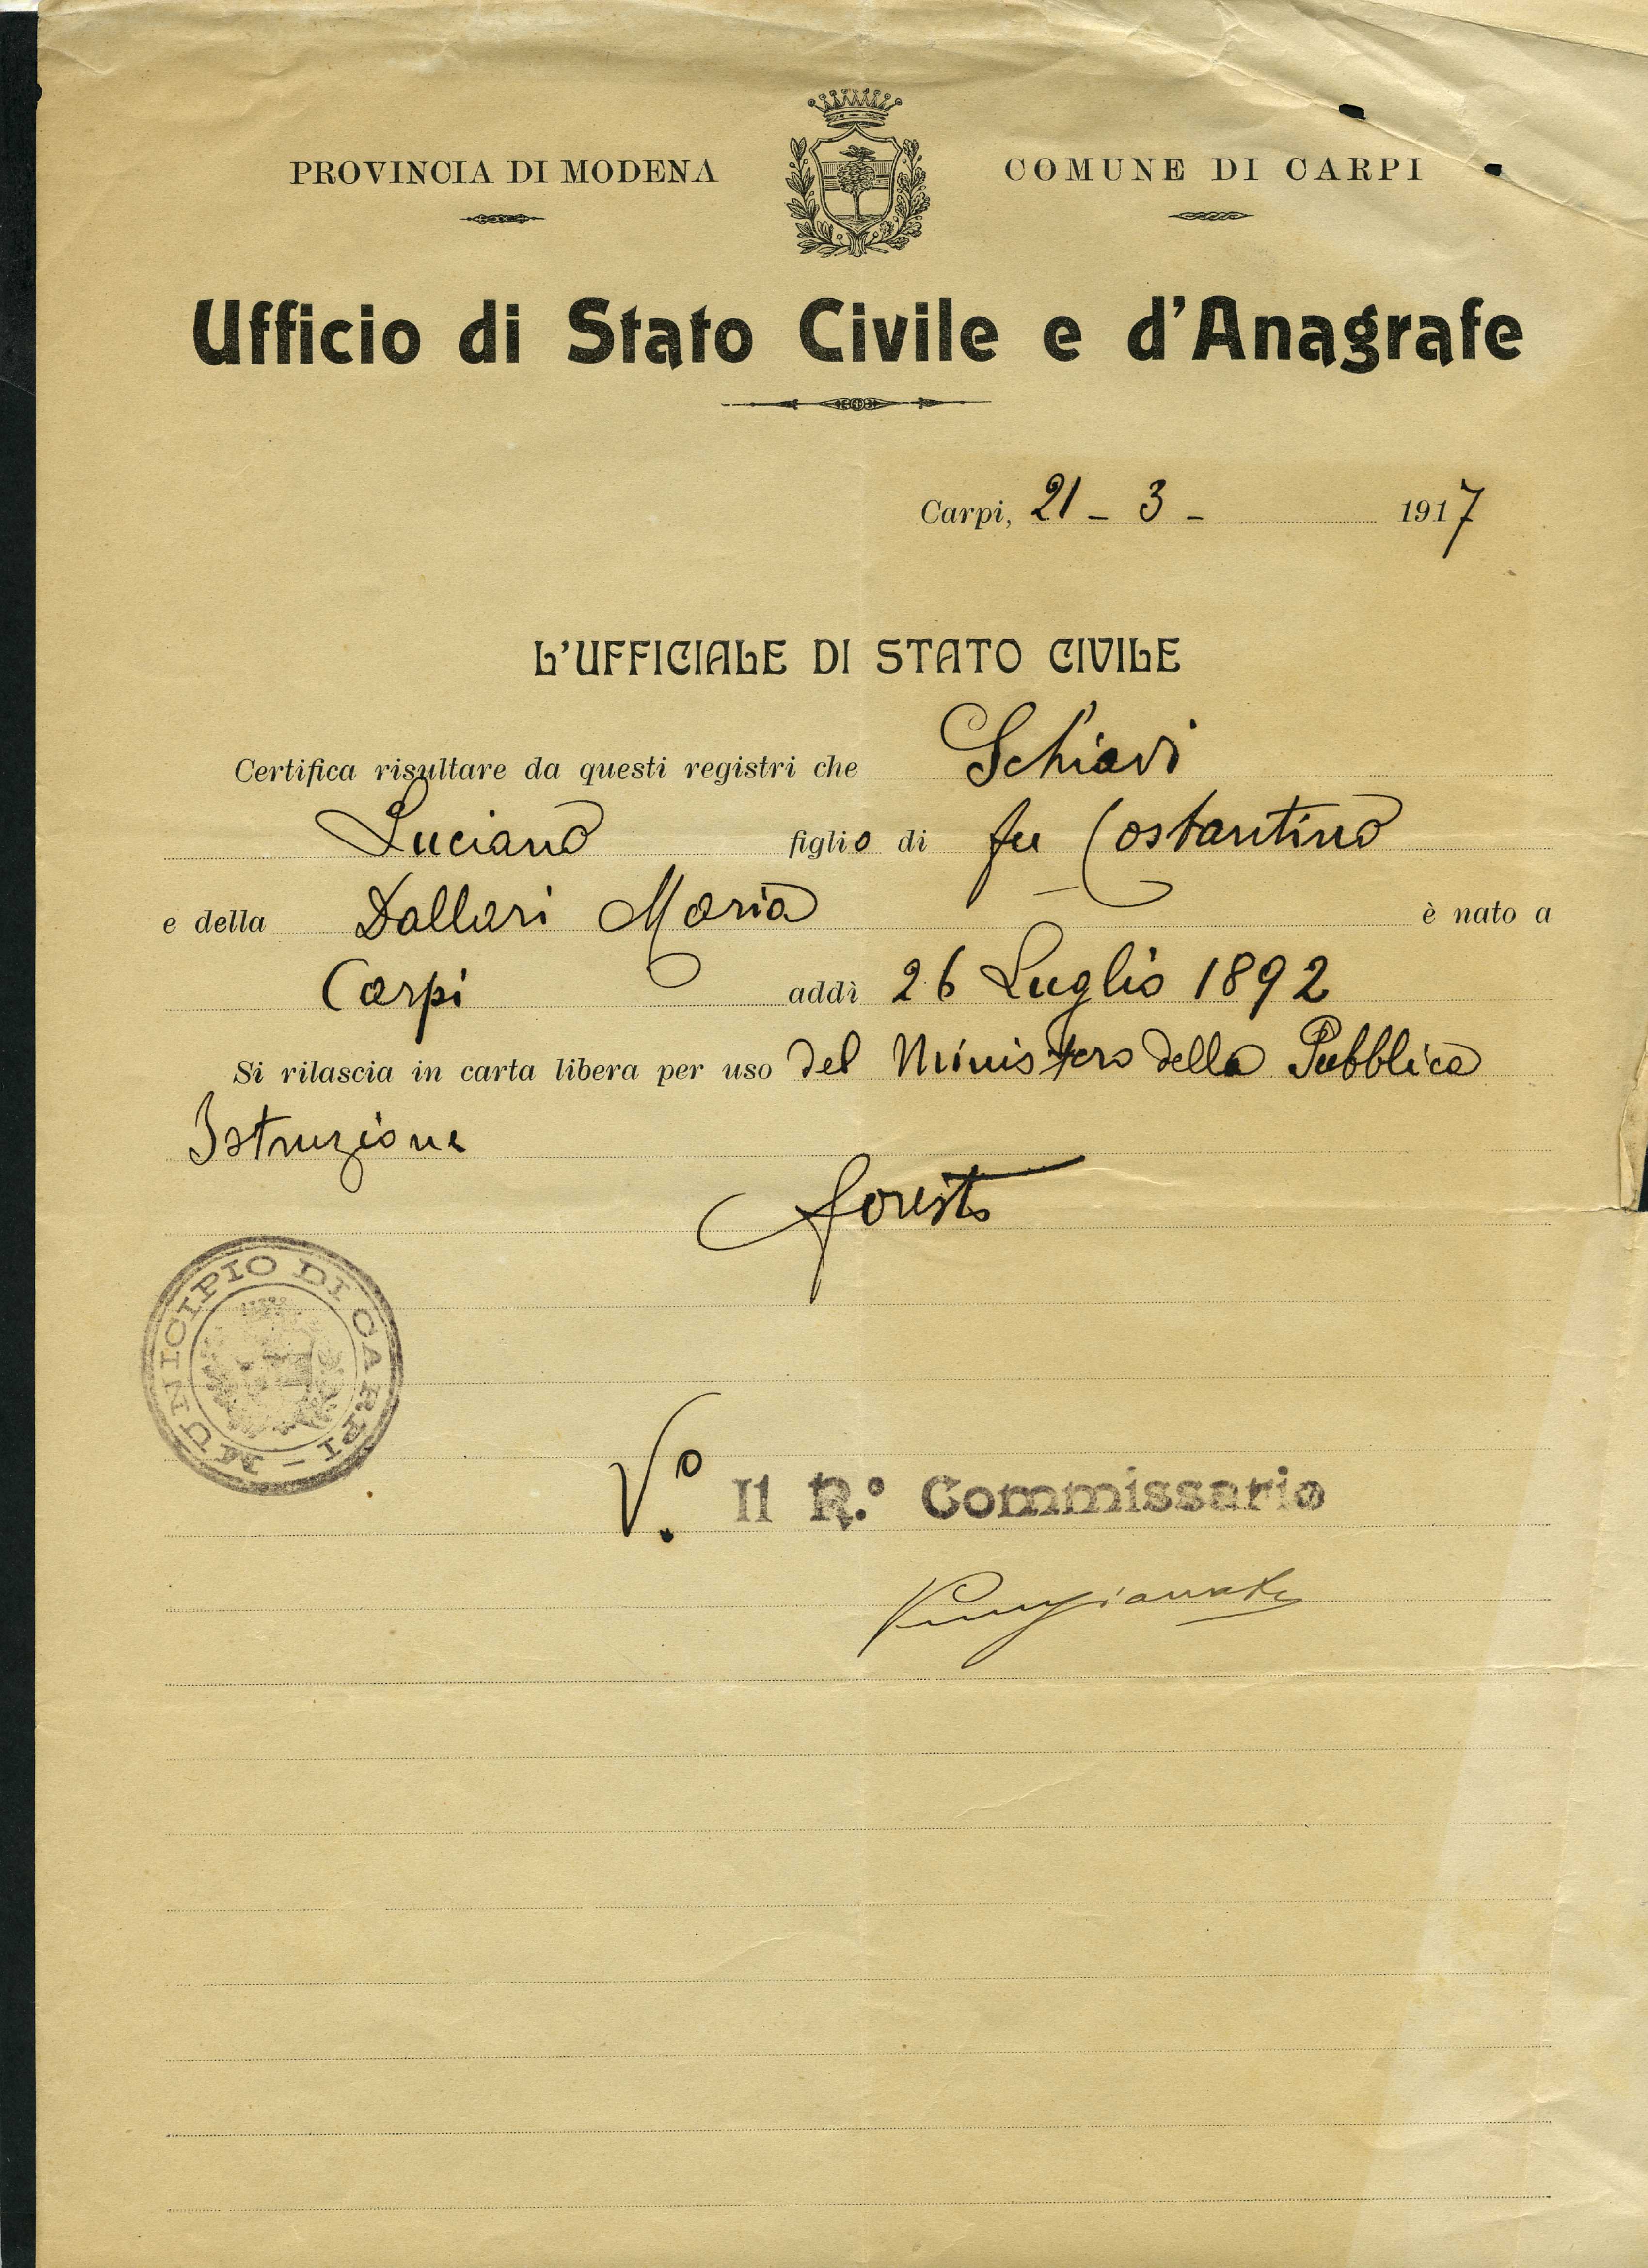 PROVINCIA DI MODENA
COMUNE DI CARPI
Ufficio di Stato Civile e d'Anagrafe
Carpi, 21 - 3 - 1917
L'UFFICIALE DI STATO CIVILE
Certifica risultare da questi registri che Schiavi
Luciano figlio di fu Costantino
e della Dallari Maria è nato a
Carpi addì 26 Luglio 1892
Si rilascia in carta libera per uso del Ministero della Pubblica
Istruzione
MUNICIPIO DI CARPI -
V.° Il R.° Commissario